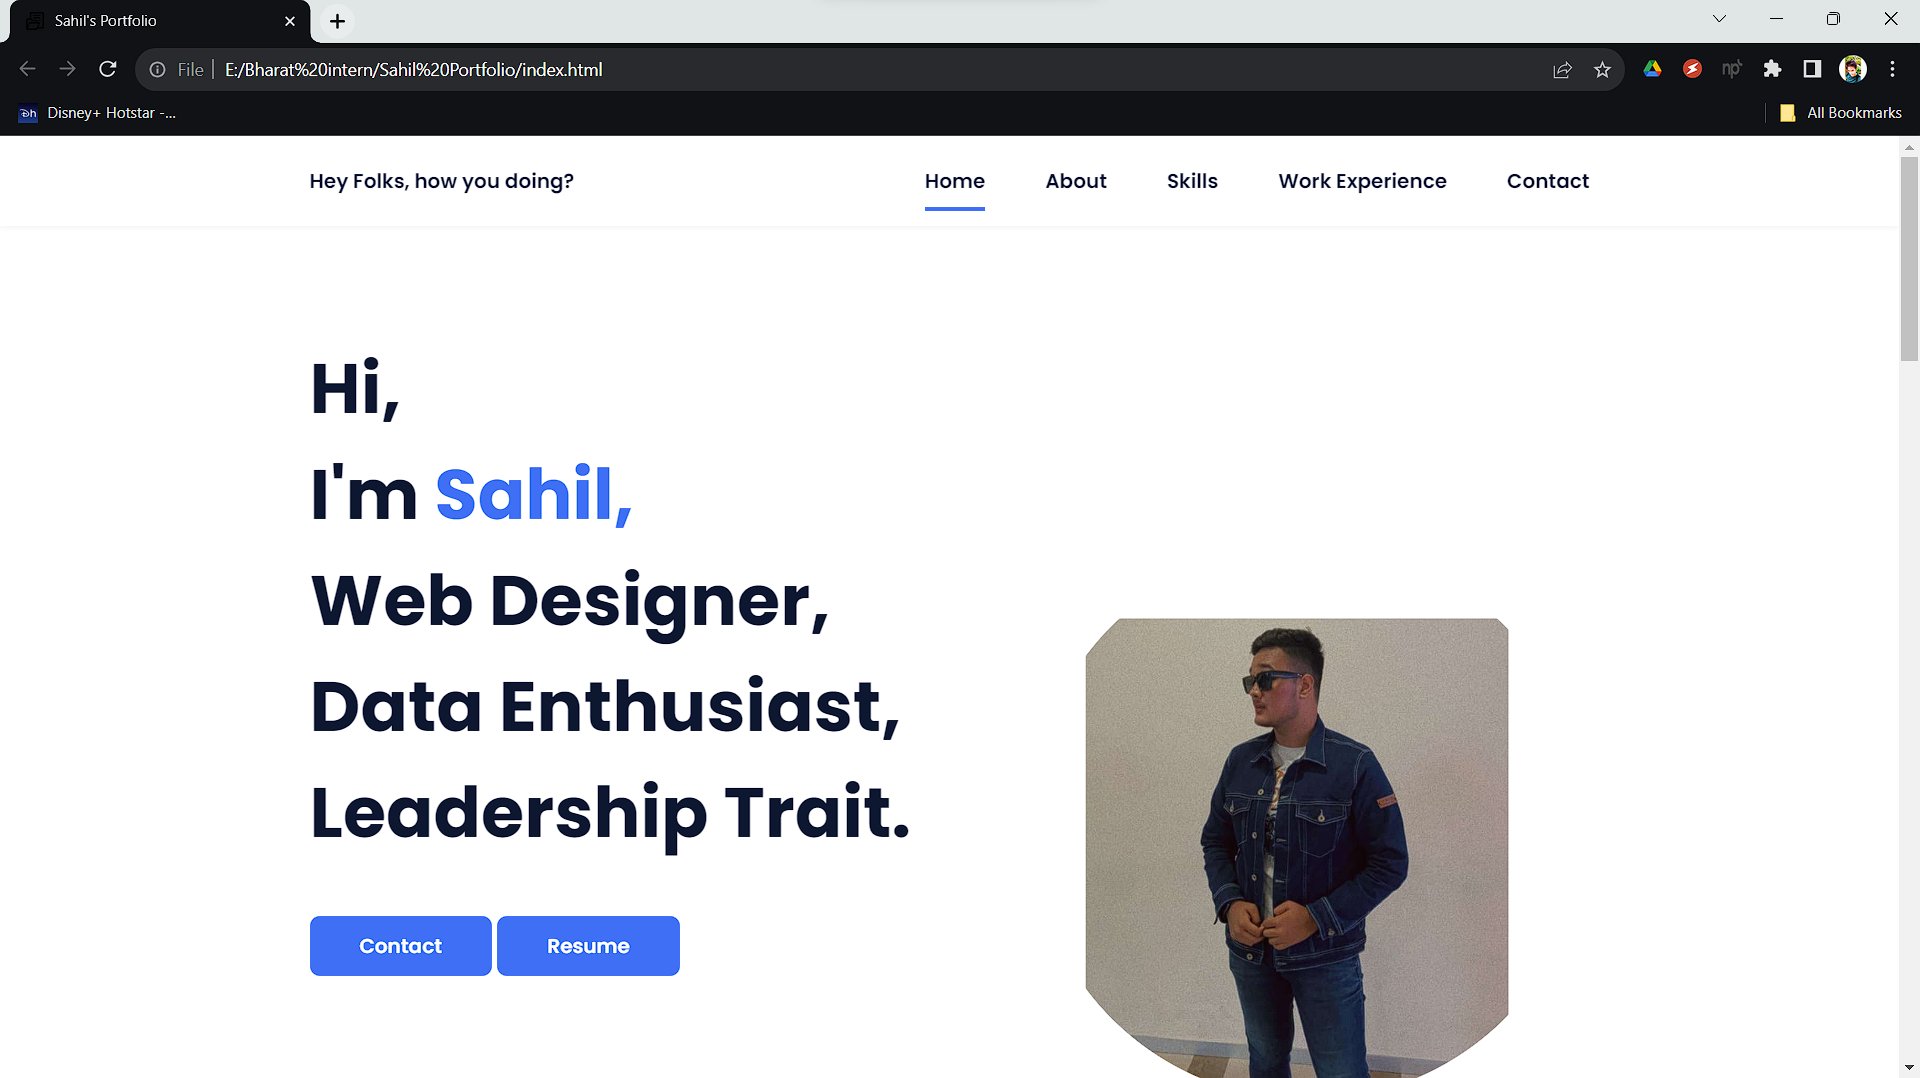 Sahil's Portfolio
File
E:/Bharat%20intern/Sahil%20Portfolio/index.html
Disney+ Hotstar -...
All Bookmarks
Hey Folks, how you doing?
Home
About
Skills
Work Experience
Contact
Hi,
I'm Sahil,
Web Designer,
Data Enthusiast,
Leadership Trait.
Contact
Resume